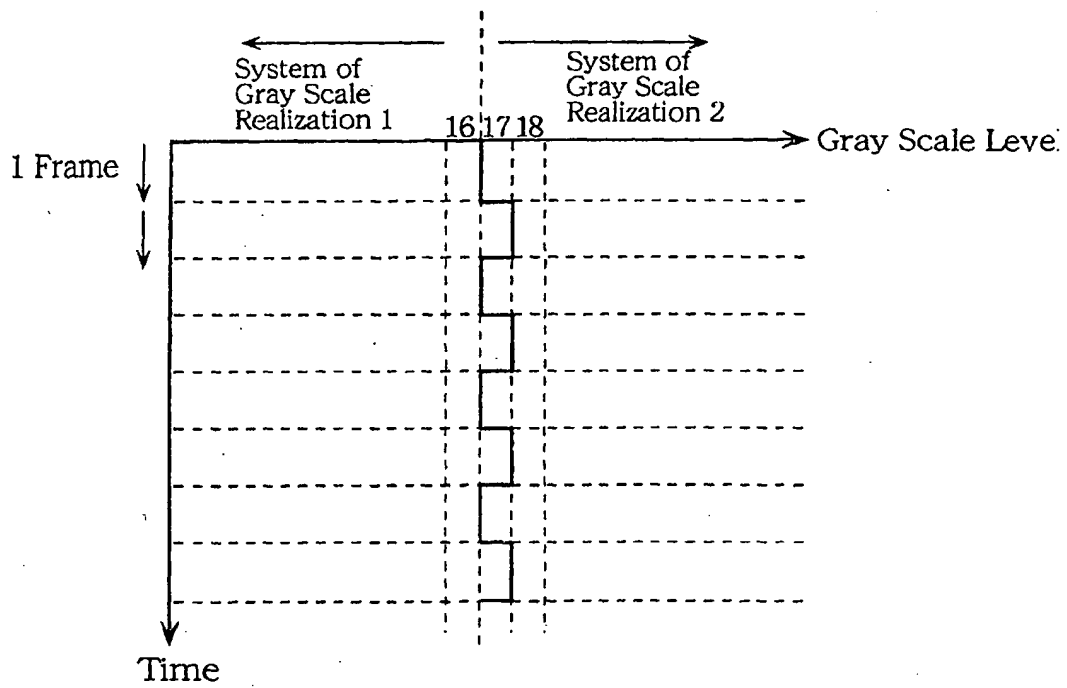 System of
Gray Scale
Realization 1
System of
Gray Scale
Realization 2
16 17 18
Gray Scale Leve
1 Frame
Time